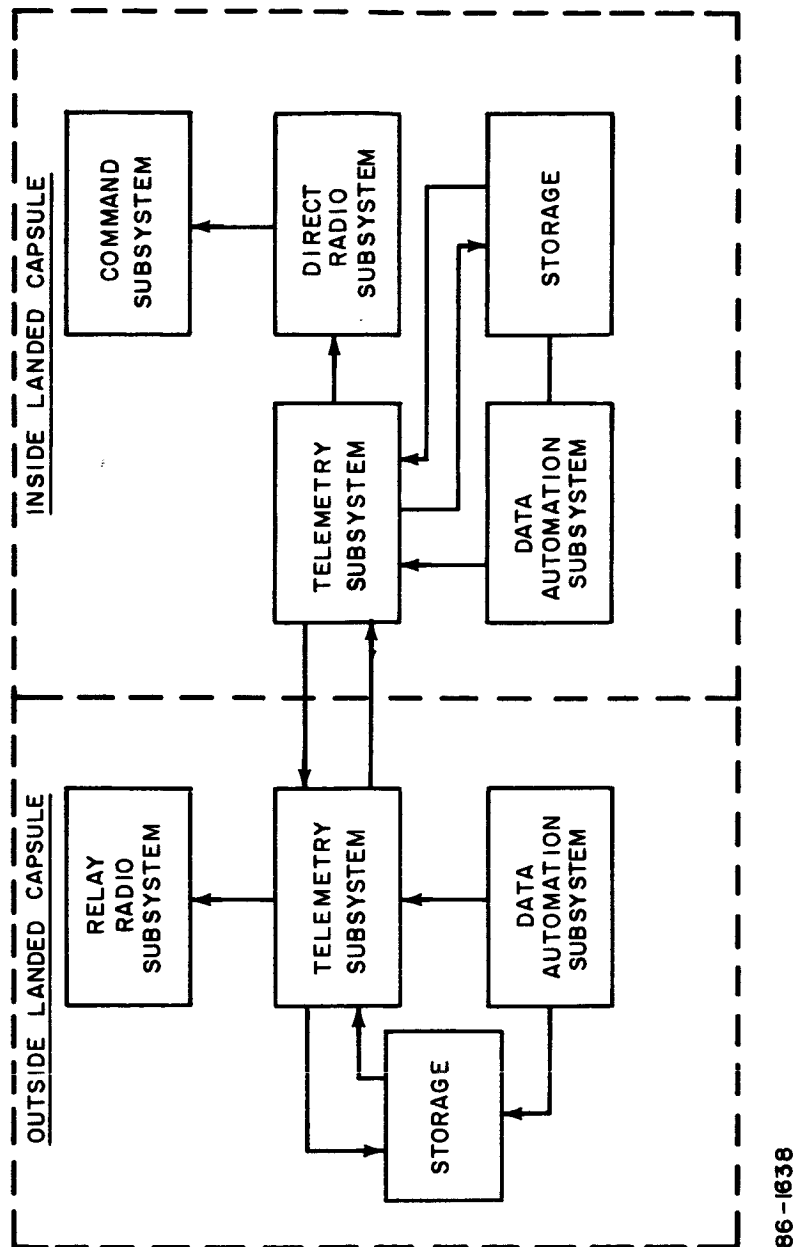 OUTSIDE LANDED CAPSULE
RELAY
RADIO
SUBSYSTEM
TELEMETRY
SUBSYSTEM
STORAGE
DATA
AUTOMATION
SUBSYSTEM
INSIDE LANDED CAPSULE
COMMAND
SUBSYSTEM
TELEMETRY
SUBSYSTEM
DIRECT
RADIO
SUBSYSTEM
DATA
AUTOMATION
SUBSYSTEM
STORAGE
86-1638